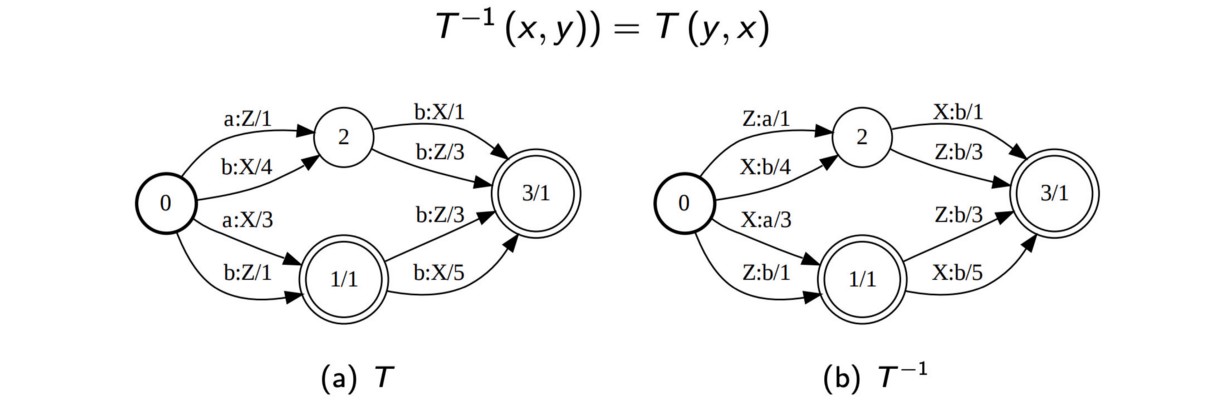 T⁻¹ (x, y)) = T (y, x)
a:Z/1
b:X/4
a:X/3
b:Z/1
0
2
1/1
b:X/1
b:Z/3
b:Z/3
b:X/5
3/1
(a) T
Z:a/1
X:b/4
X:a/3
Z:b/1
0
2
1/1
X:b/1
Z:b/3
Z:b/3
X:b/5
3/1
(b) T⁻¹